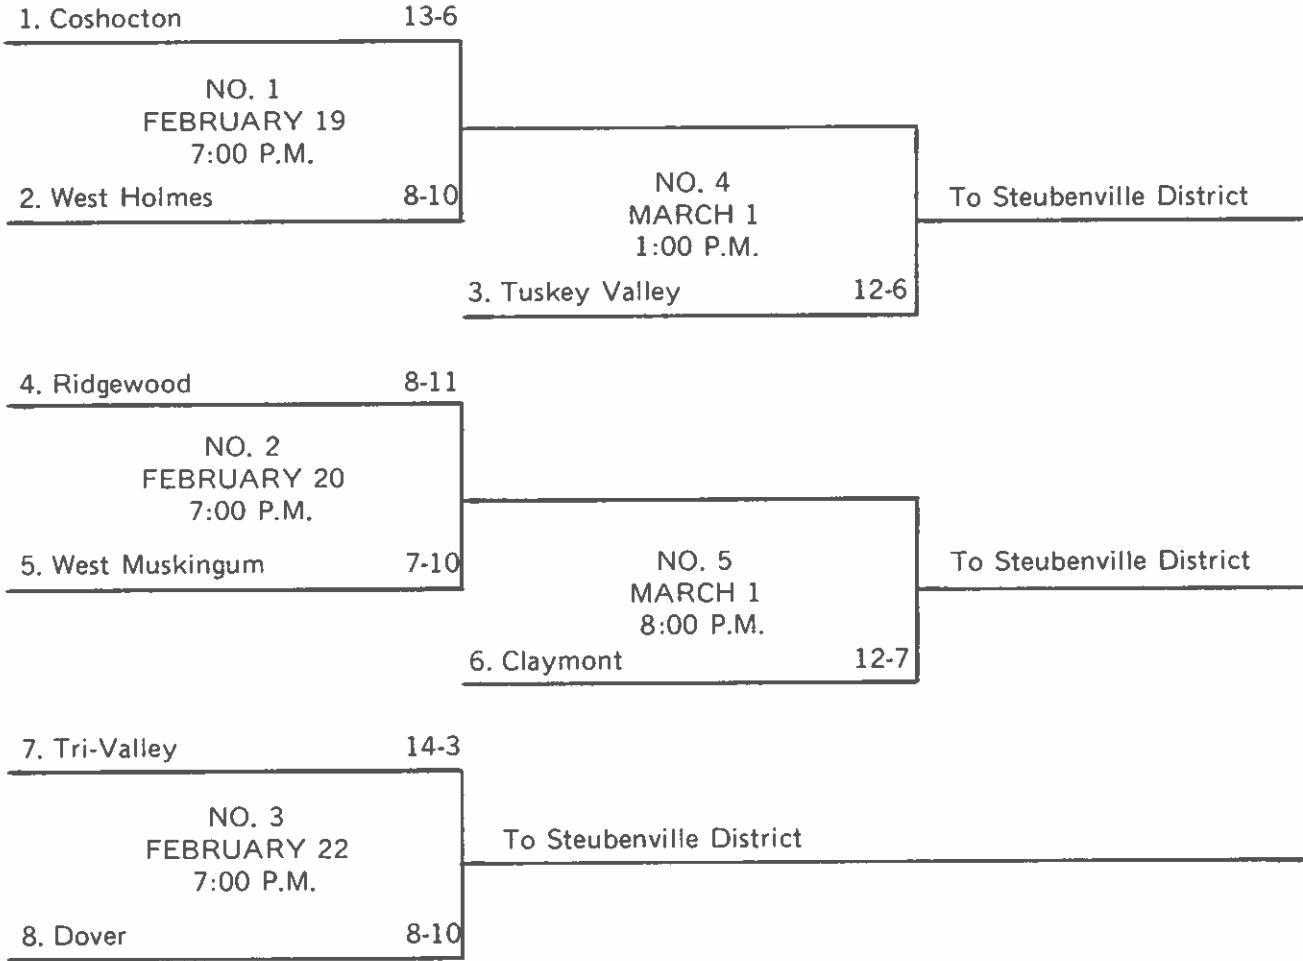 1. Coshocton 13-6
NO. 1
FEBRUARY 19
7:00 P.M.
2. West Holmes 8-10
NO. 4
MARCH 1
1:00 P.M.
To Steubenville District
3. Tuskey Valley 12-6
4. Ridgewood 8-11
NO. 2
FEBRUARY 20
7:00 P.M.
5. West Muskingum 7-10
NO. 5
MARCH 1
8:00 P.M.
To Steubenville District
6. Claymont 12-7
7. Tri-Valley 14-3
NO. 3
FEBRUARY 22
7:00 P.M.
To Steubenville District
8. Dover 8-10